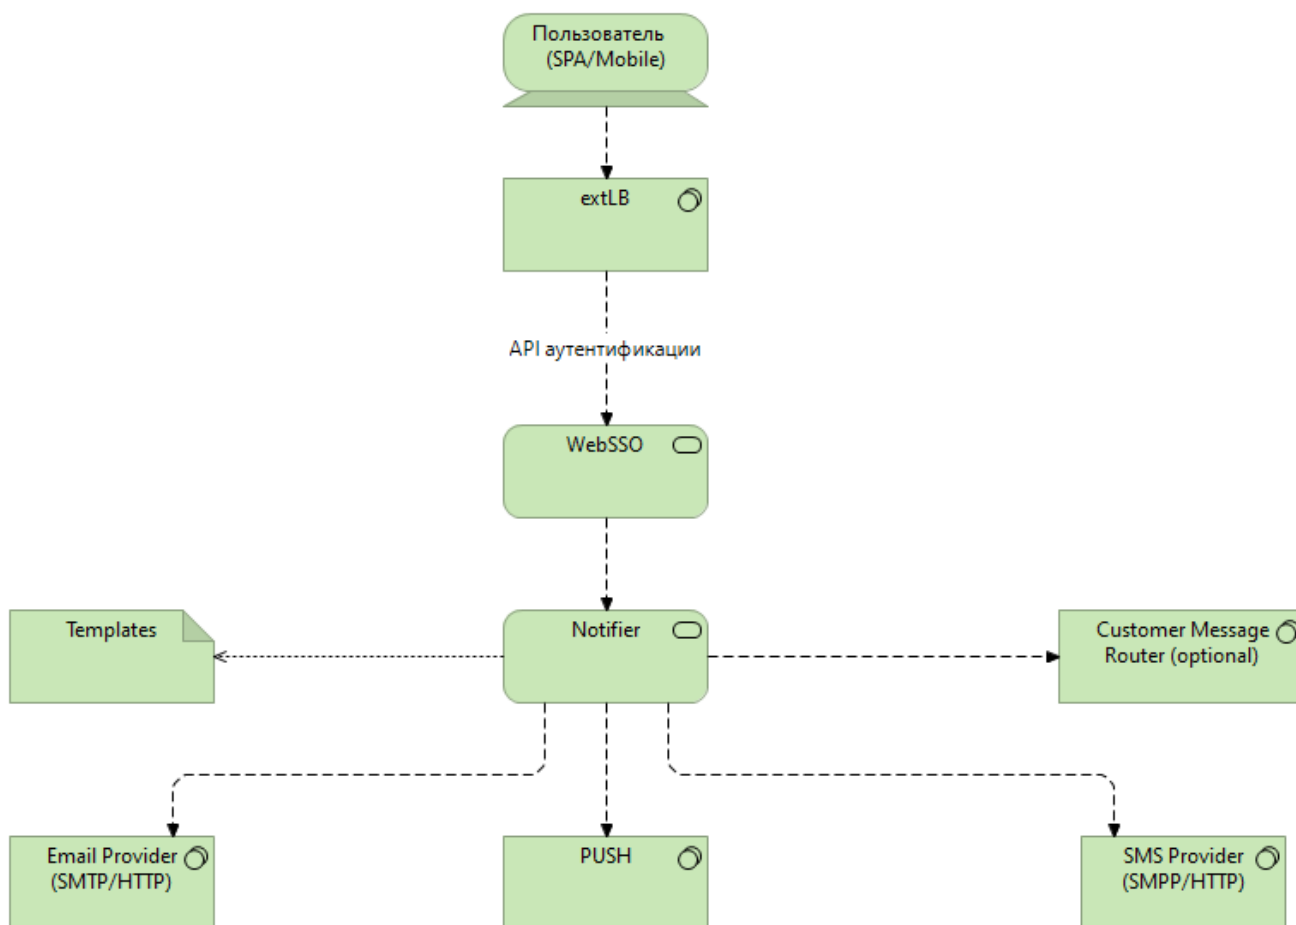 Пользователь
(SPA/Mobile)
extLB
API аутентификации
WebSSO
Templates
Notifier
Customer Message
Router (optional)
Email Provider
(SMTP/HTTP)
PUSH
SMS Provider
(SMPP/HTTP)